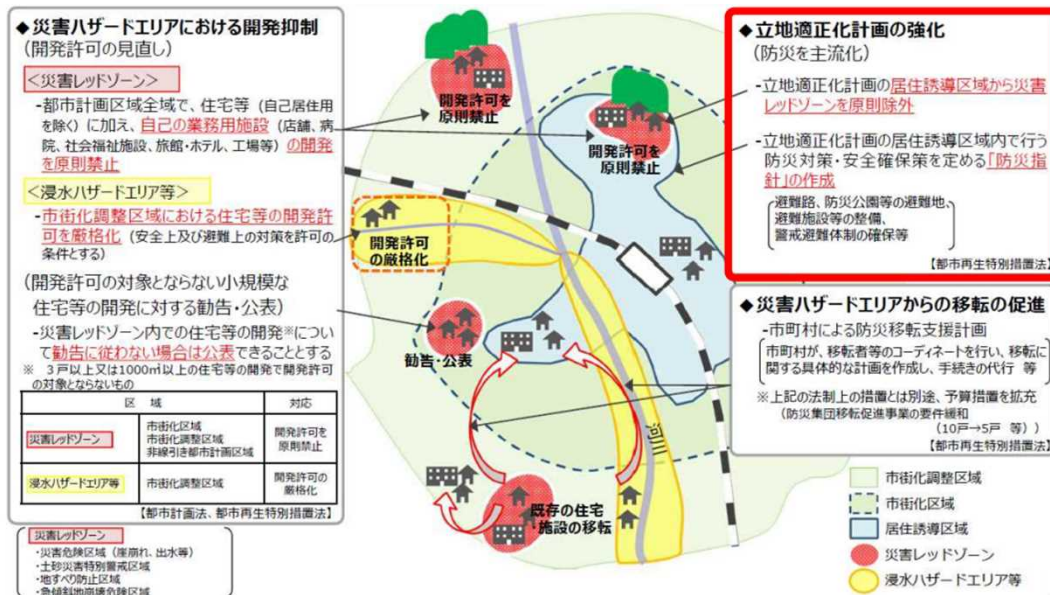 ◆災害ハザードエリアにおける開発抑制
(開発許可の見直し)
<災害レッドゾーン>
-都市計画区域全域で、住宅等(自己居住用
を除く)に加え、自己の業務用施設(店舗、病
院、社会福祉施設、旅館・ホテル、工場等)の開発
を原則禁止
<浸水ハザードエリア等>
-市街化調整区域における住宅等の開発許
可を厳格化(安全上及び避難上の対策を許可の
条件とする)
(開発許可の対象とならない小規模な
住宅等の開発に対する勧告・公表)
-災害レッドゾーン内での住宅等の開発※につい
て勧告に従わない場合は公表できることとする
※ 3戸以上又は1000㎡以上の住宅等の開発で開発許可
の対象とならないもの
区 域 対応
災害レッドゾーン
市街化区域
市街化調整区域
非線引き都市計画区域
開発許可を
原則禁止
浸水ハザードエリア等
市街化調整区域
開発許可の
厳格化
【都市計画法、都市再生特別措置法】
災害レッドゾーン
・災害危険区域(崖崩れ、出水等)
・土砂災害特別警戒区域
・地すべり防止区域
・急傾斜地崩壊危険区域
開発許可を
原則禁止
開発許可を
原則禁止
開発許可
の厳格化
勧告・公表
河川
既存の住宅
・施設の移転
◆立地適正化計画の強化
(防災を主流化)
-立地適正化計画の居住誘導区域から災害
レッドゾーンを原則除外
-立地適正化計画の居住誘導区域内で行う
防災対策・安全確保策を定める「防災指
針」の作成
避難路、防災公園等の避難地、
避難施設等の整備、
警戒避難体制の確保等
【都市再生特別措置法】
◆災害ハザードエリアからの移転の促進
-市町村による防災移転支援計画
市町村が、移転者等のコーディネートを行い、移転に
関する具体的な計画を作成し、手続きの代行 等
※上記の法制上の措置とは別途、予算措置を拡充
(防災集団移転促進事業の要件緩和
(10戸→5戸 等))
【都市再生特別措置法】
市街化調整区域
市街化区域
居住誘導区域
災害レッドゾーン
浸水ハザードエリア等